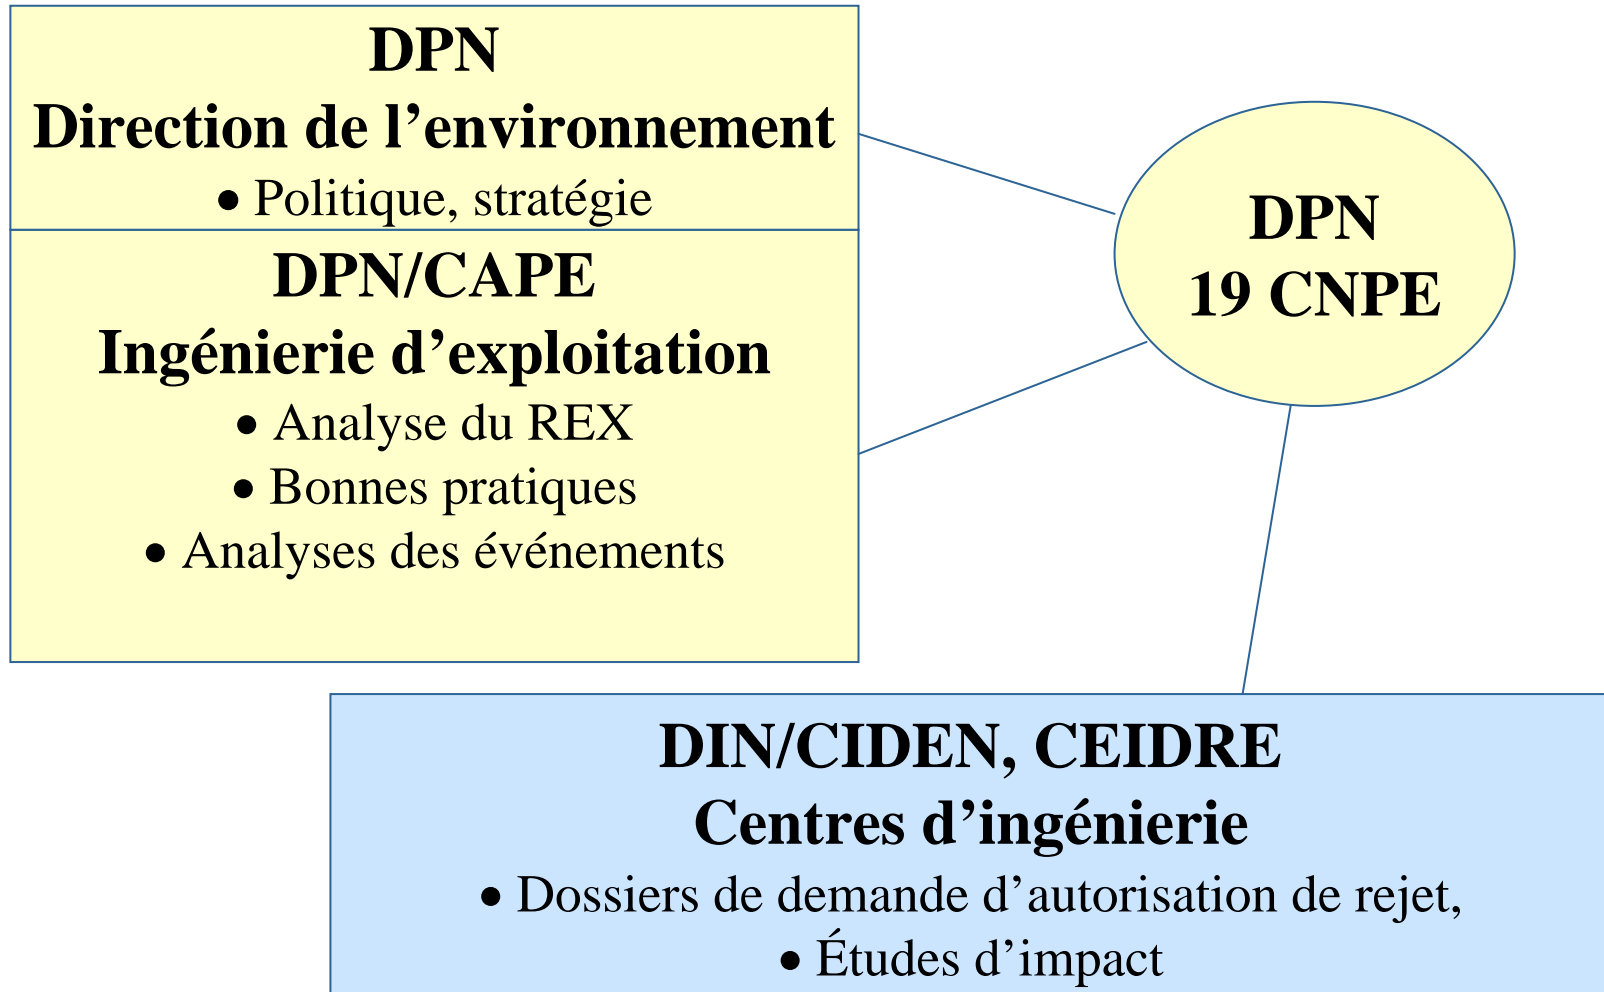 DPN
Direction de l’environnement
• Politique, stratégie
DPN/CAPE
Ingénierie d’exploitation
• Analyse du REX
• Bonnes pratiques
• Analyses des événements
DPN
19 CNPE
DIN/CIDEN, CEIDRE
Centres d’ingénierie
• Dossiers de demande d’autorisation de rejet,
• Études d’impact